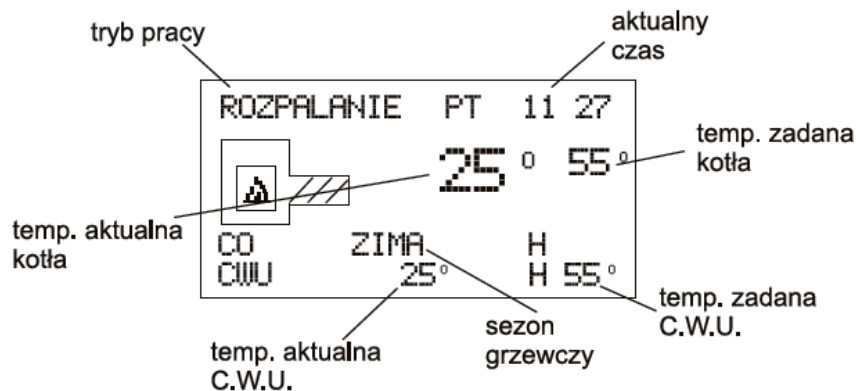 tryb pracy
aktualny
czas
ROZPALANIE PT 11 27
25° 55°
temp. zadana
kotła
temp. aktualna
kotła
CO ZIMA H
CWU 25° H 55°
temp. zadana
C.W.U.
sezon
grzewczy
temp. aktualna
C.W.U.